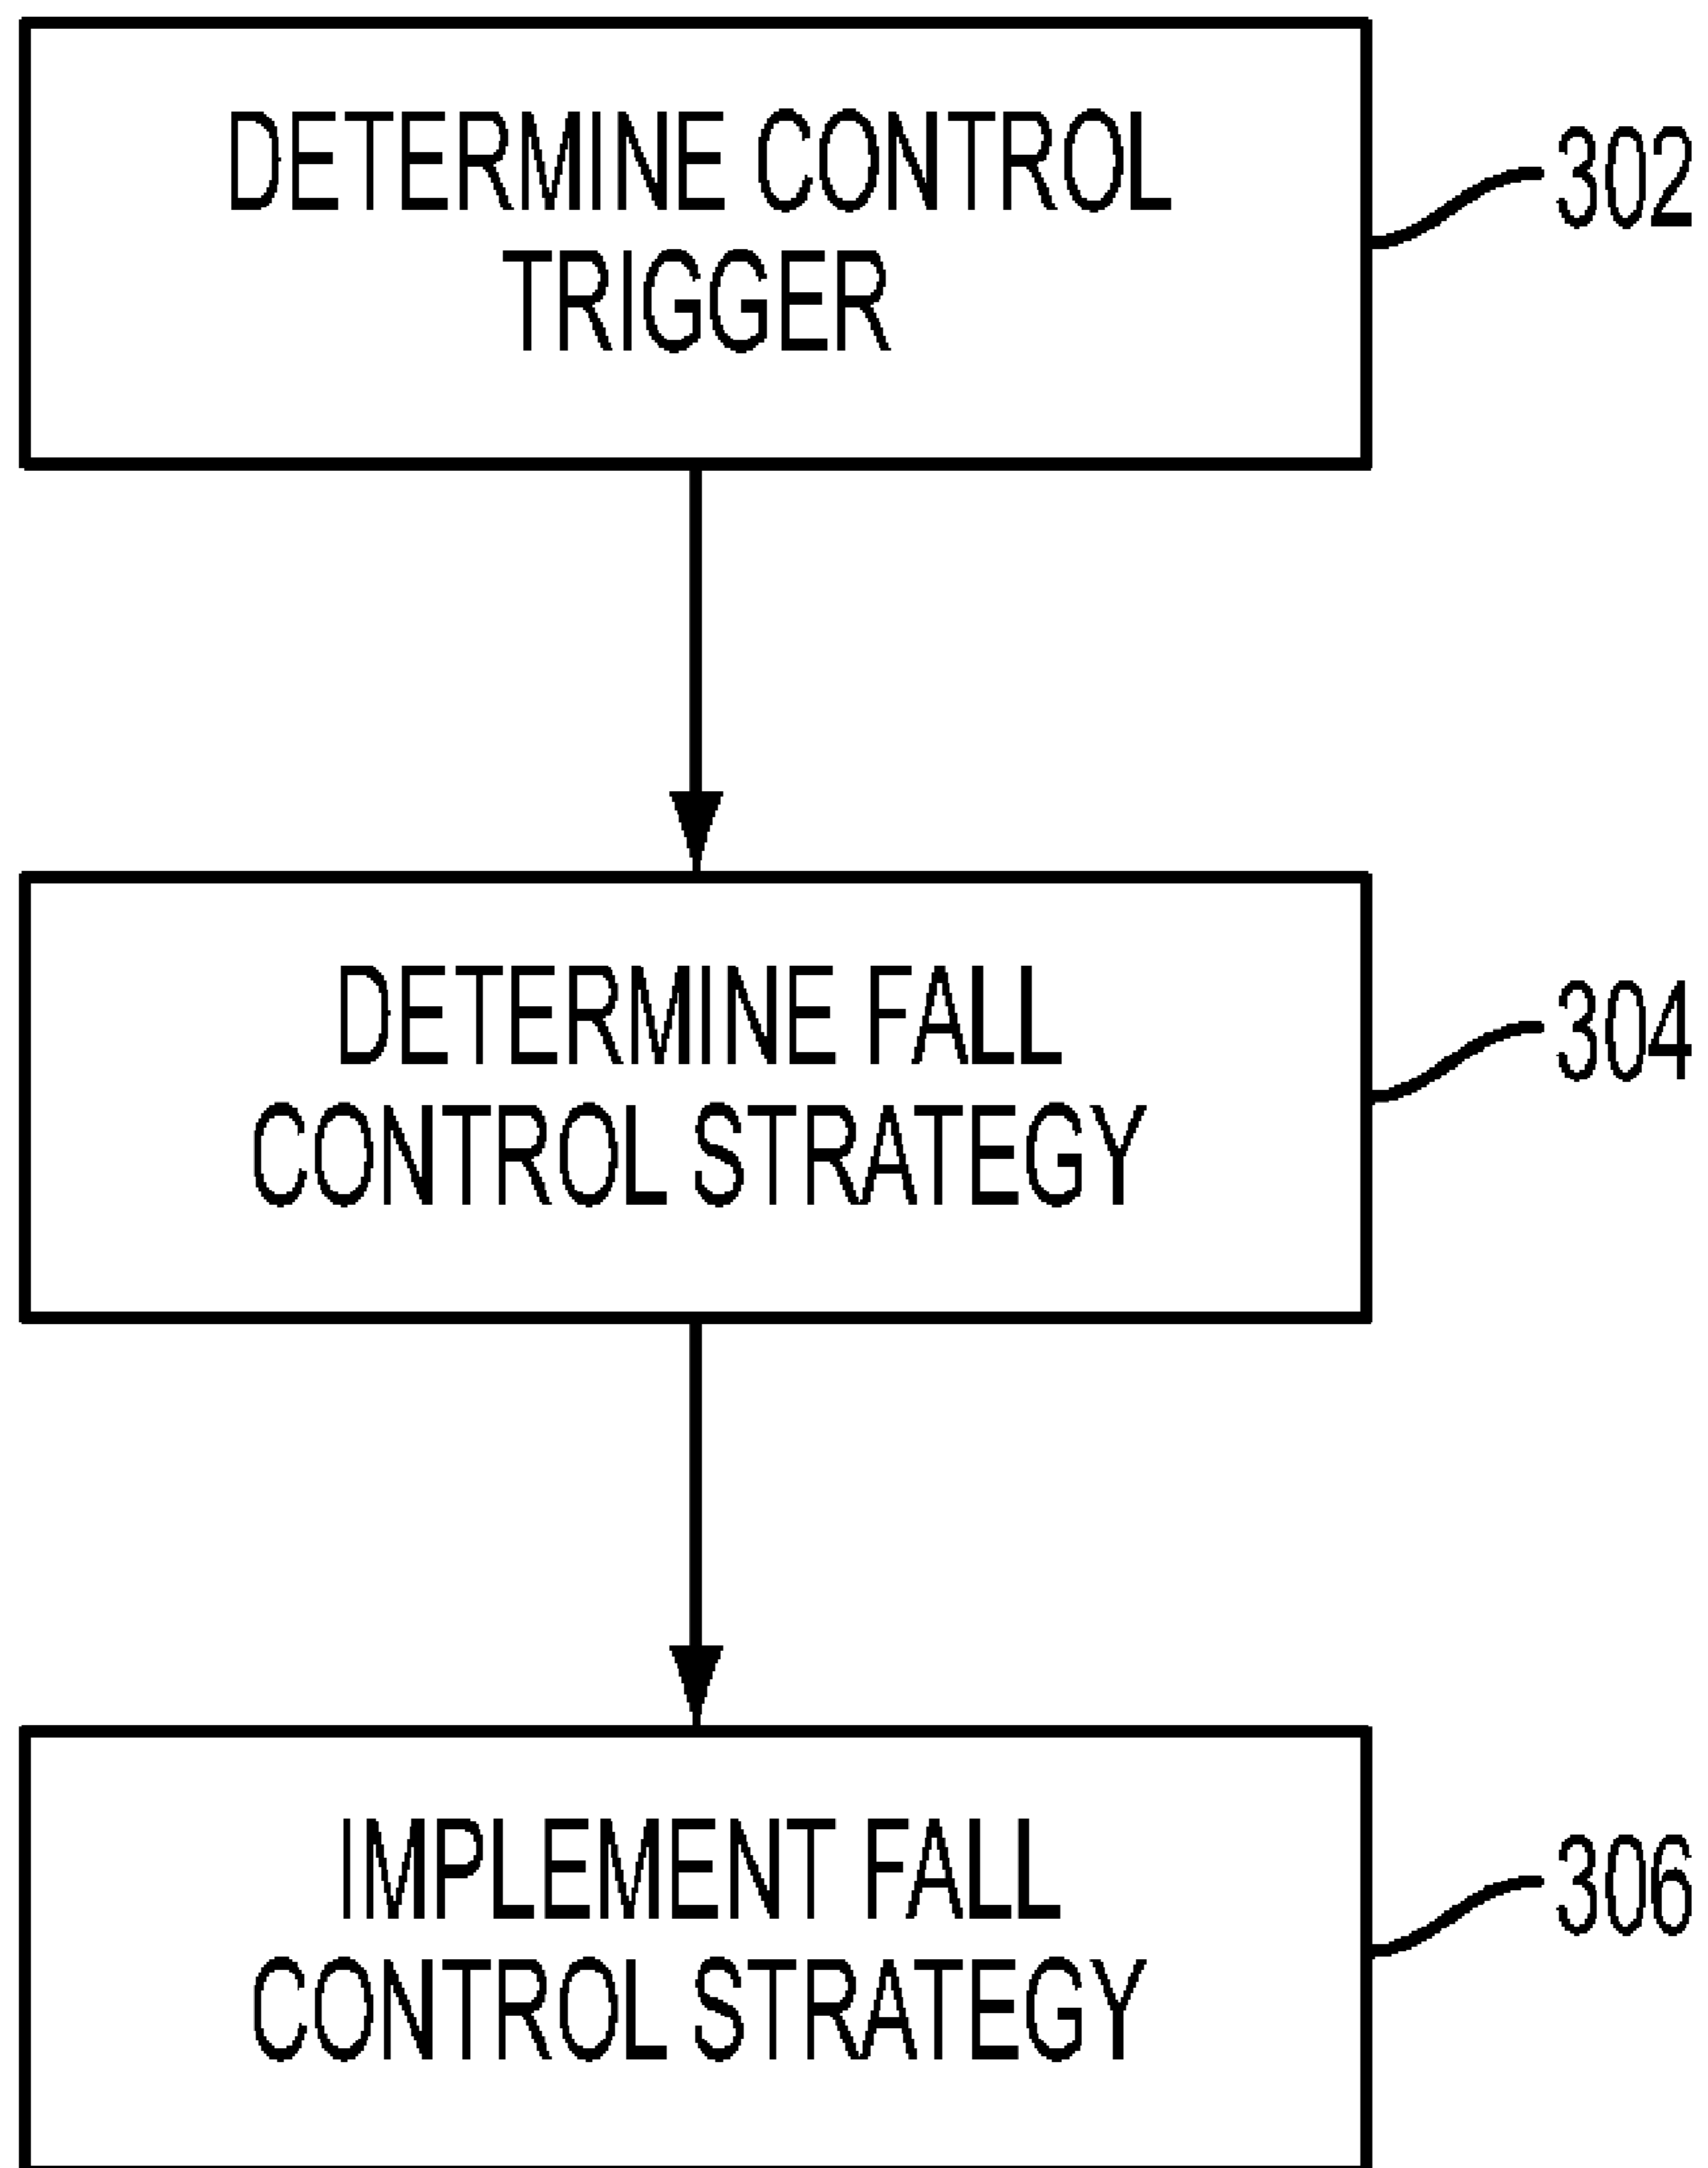 DETERMINE CONTROL
TRIGGER
302
DETERMINE FALL
CONTROL STRATEGY
304
IMPLEMENT FALL
CONTROL STRATEGY
306